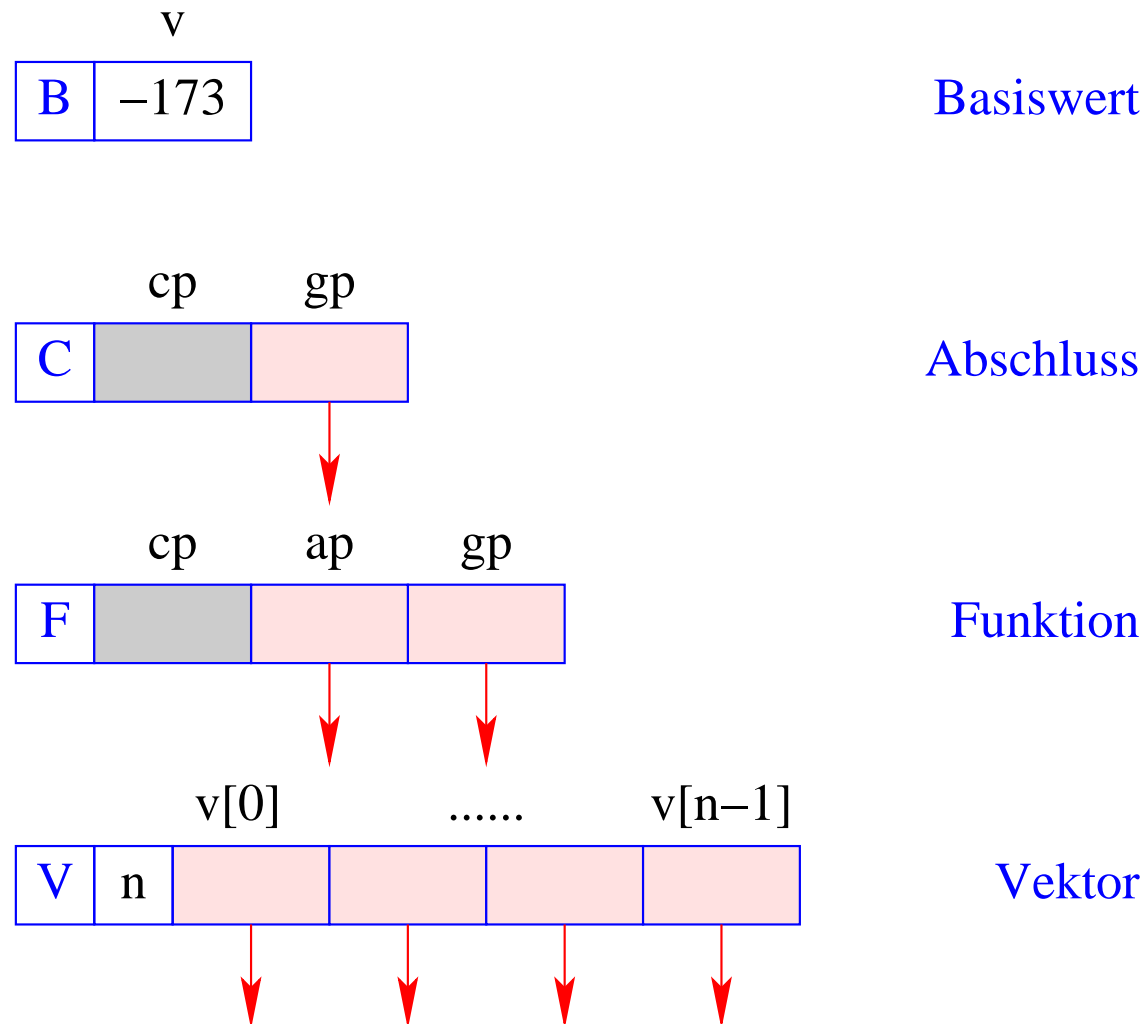 v
B −173 Basiswert
cp gp
C Abschluss
cp ap gp
F Funktion
v[0] ...... v[n−1]
V n Vektor